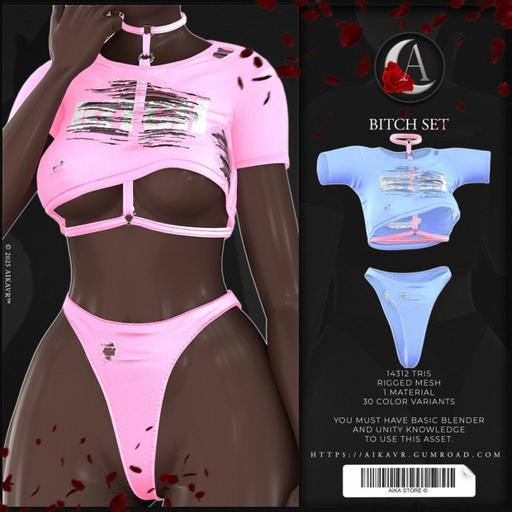 A
BITCH SET
14312 TRIS
RIGGED MESH
1 MATERIAL
30 COLOR VARIANTS
YOU MUST HAVE BASIC BLENDER
AND UNITY KNOWLEDGE
TO USE THIS ASSET.
HTTPS://AIKAVR.GUMROAD.COM
AIKA STORE ©
© 2025 AIKAVR™